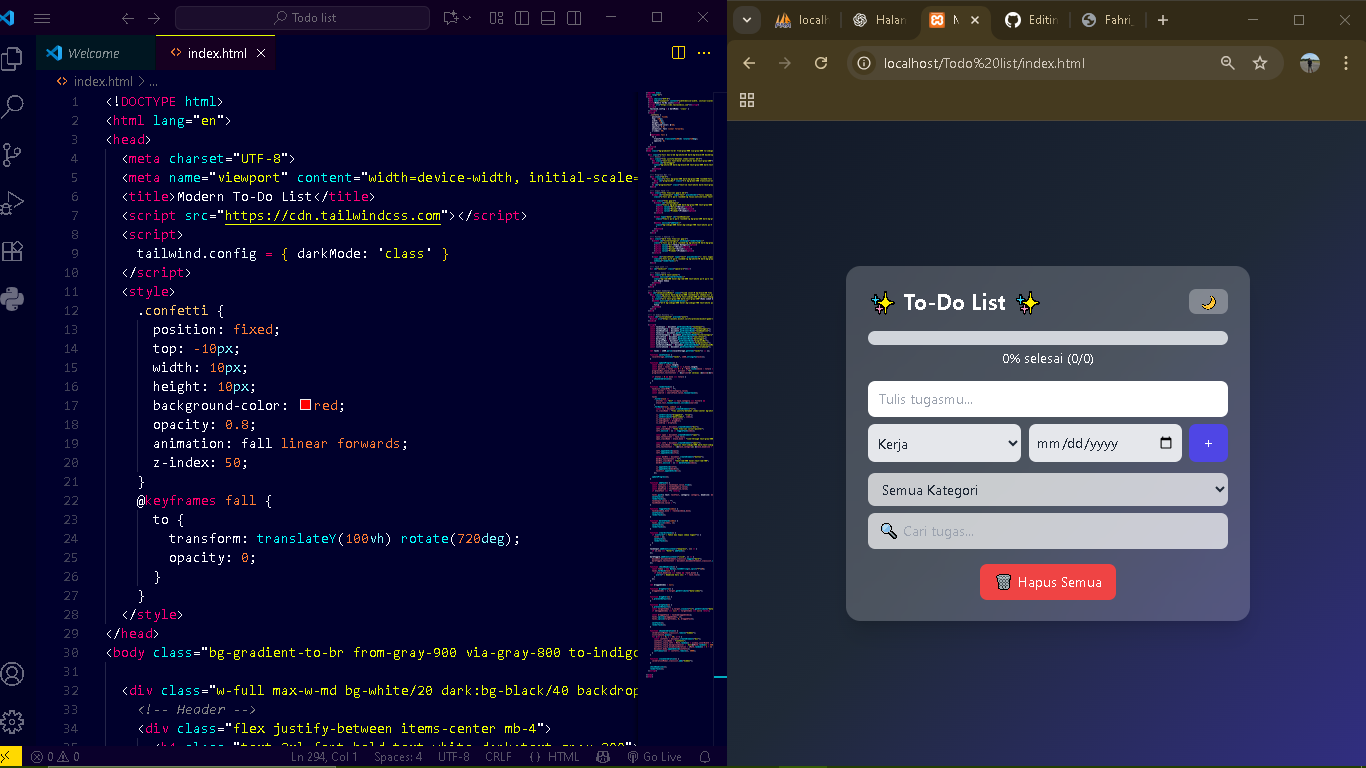 Todo list
Welcome
index.html
index.html > ...
1 <!DOCTYPE html>
2 <html lang="en">
3 <head>
4 <meta charset="UTF-8">
5 <meta name="viewport" content="width=device-width, initial-scale=
6 <title>Modern To-Do List</title>
7 <script src="https://cdn.tailwindcss.com"></script>
8 <script>
9 tailwind.config = { darkMode: 'class' }
10 </script>
11 <style>
12 .confetti {
13 position: fixed;
14 top: -10px;
15 width: 10px;
16 height: 10px;
17 background-color: red;
18 opacity: 0.8;
19 animation: fall linear forwards;
20 z-index: 50;
21 }
22 @keyframes fall {
23 to {
24 transform: translateY(100vh) rotate(720deg);
25 opacity: 0;
26 }
27 }
28 </style>
29 </head>
30 <body class="bg-gradient-to-br from-gray-900 via-gray-800 to-indigo
31
32 <div class="w-full max-w-md bg-white/20 dark:bg-black/40 backdrop
33 <!-- Header -->
34 <div class="flex justify-between items-center mb-4">
0 0
Ln 294, Col 1
Spaces: 4
UTF-8
CRLF
{ } HTML
Go Live
localh
Halan
Editin
Fahri_
localhost/Todo%20list/index.html
✨ To-Do List ✨
0% selesai (0/0)
Tulis tugasmu...
Kerja
mm/dd/yyyy
+
Semua Kategori
🔍 Cari tugas...
🗑 Hapus Semua